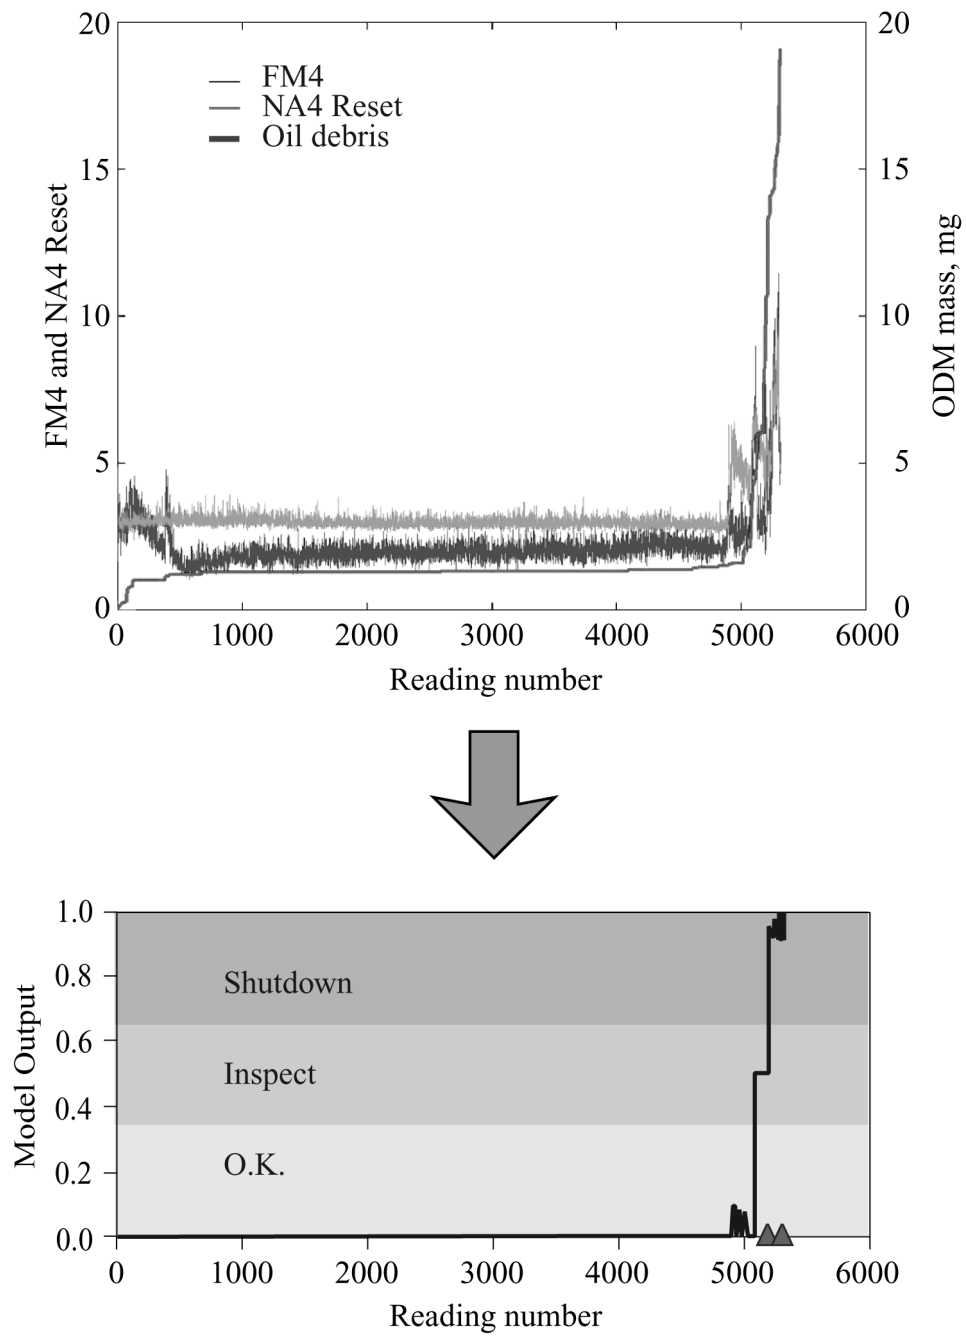 20
15
10
5
0
FM4 and NA4 Reset
FM4
NA4 Reset
Oil debris
20
15
10
5
0
ODM mass, mg
0 1000 2000 3000 4000 5000 6000
Reading number
1.0
0.8
0.6
0.4
0.2
0.0
Model Output
Shutdown
Inspect
O.K.
0 1000 2000 3000 4000 5000 6000
Reading number